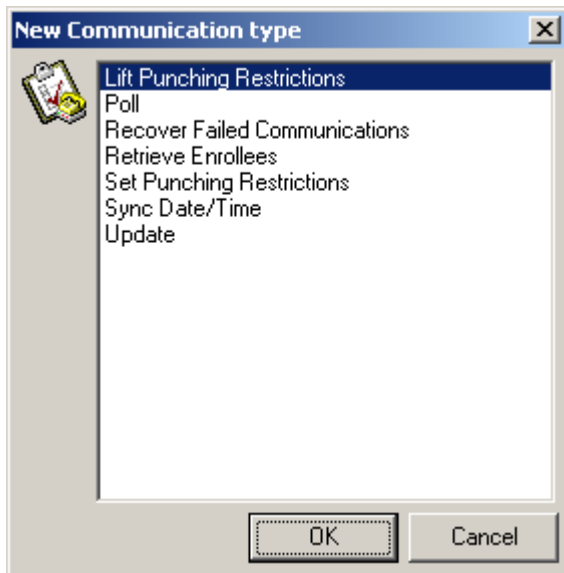 New Communication type
Lift Punching Restrictions
Poll
Recover Failed Communications
Retrieve Enrollees
Set Punching Restrictions
Sync Date/Time
Update
OK
Cancel